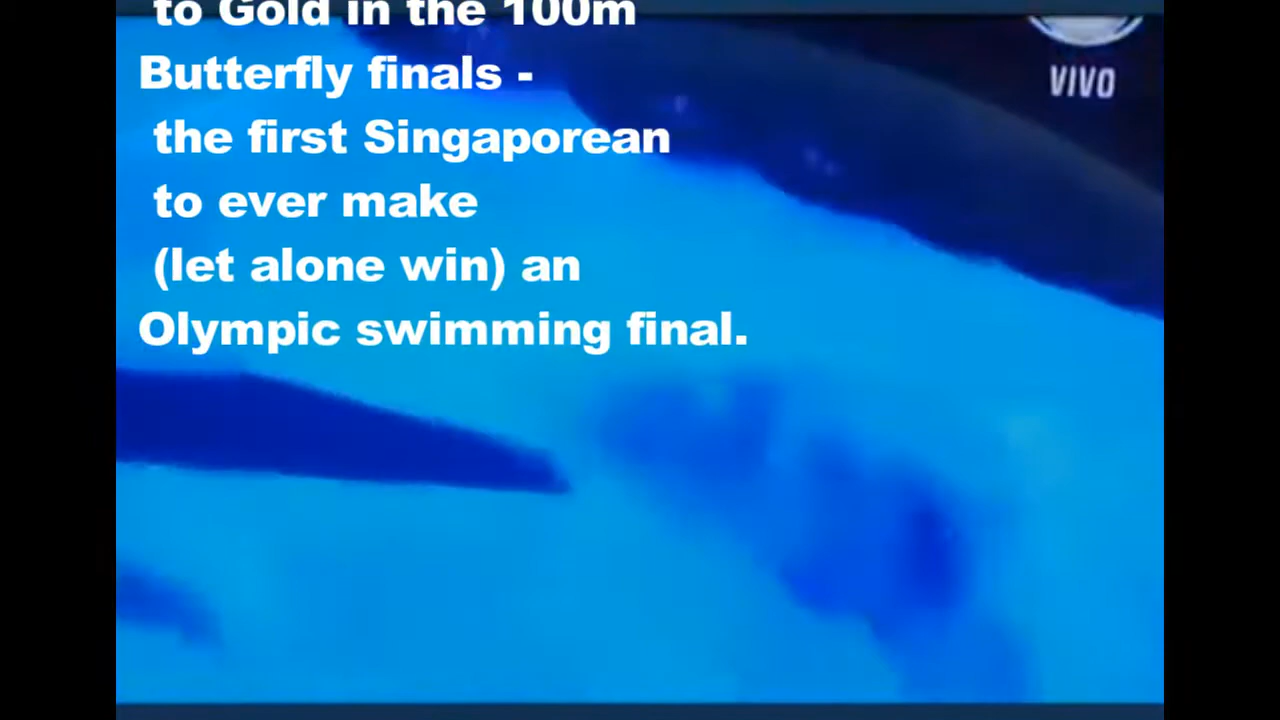 to Gold in the 100m
Butterfly finals -
the first Singaporean
to ever make
(let alone win) an
Olympic swimming final.
VIVO